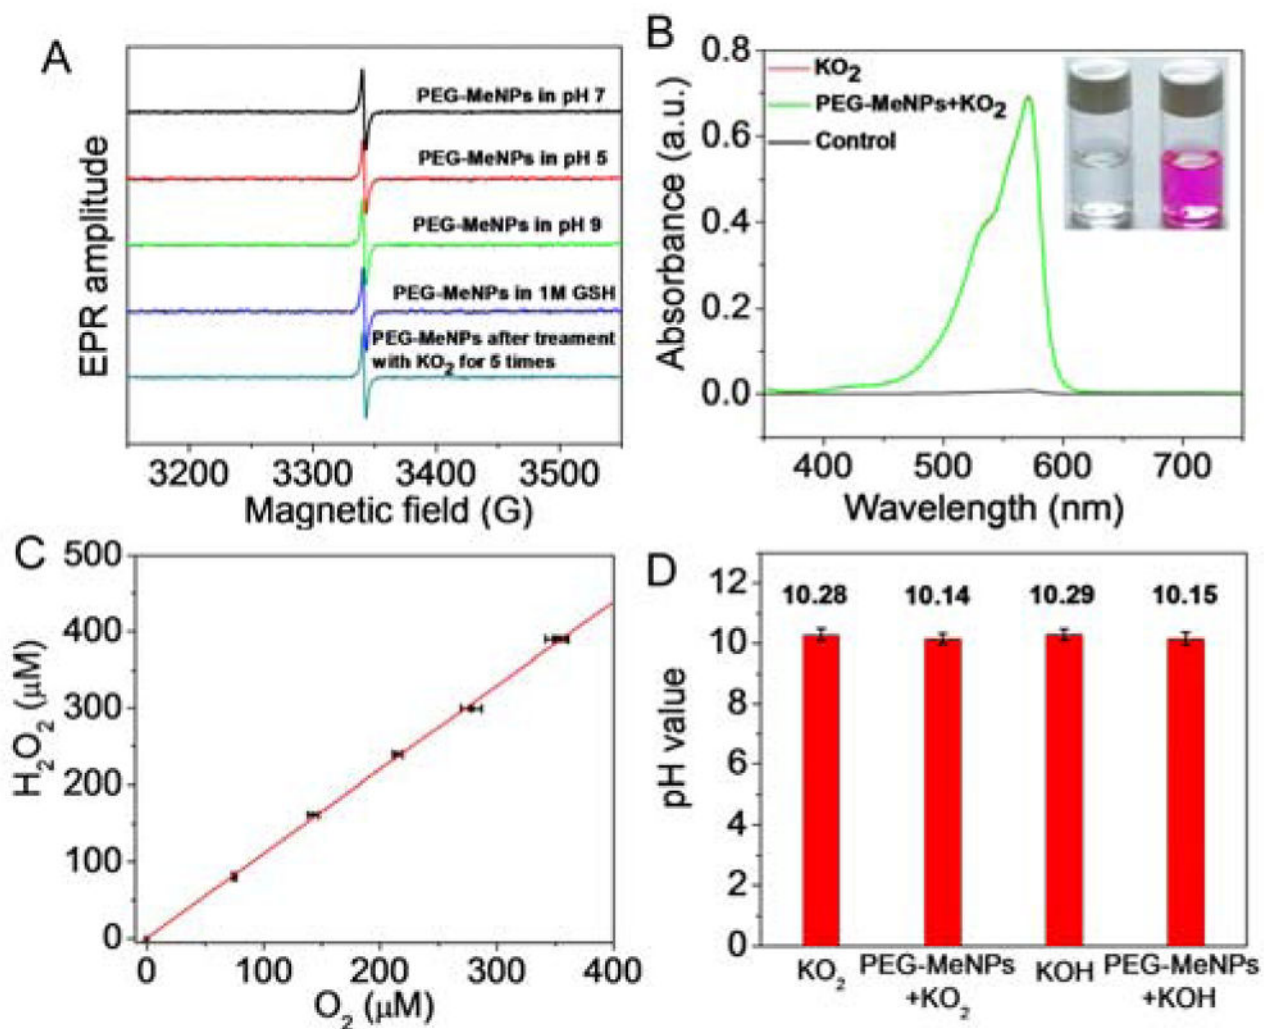 A
EPR amplitude
PEG-MeNPs in pH 7
PEG-MeNPs in pH 5
PEG-MeNPs in pH 9
PEG-MeNPs in 1M GSH
PEG-MeNPs after treament
with KO2 for 5 times
3200 3300 3400 3500
Magnetic field (G)
B
Absorbance (a.u.)
0.8
0.6
0.4
0.2
0.0
KO2
PEG-MeNPs+KO2
Control
400 500 600 700
Wavelength (nm)
C
H2O2 (μM)
500
400
300
200
100
0
0 100 200 300 400
O2 (μM)
D
pH value
12
10
8
6
4
2
0
10.28 10.14 10.29 10.15
KO2 PEG-MeNPs KOH PEG-MeNPs
+KO2 +KOH